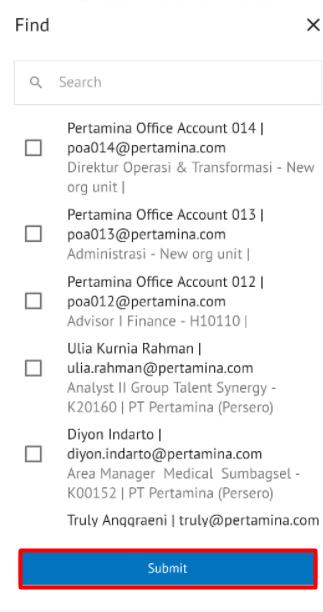 Find
Search
Pertamina Office Account 014 |
poa014@pertamina.com
Direktur Operasi & Transformasi - New
org unit |
Pertamina Office Account 013 |
poa013@pertamina.com
Administrasi - New org unit |
Pertamina Office Account 012 |
poa012@pertamina.com
Advisor I Finance - H10110 |
Ulia Kurnia Rahman |
ulia.rahman@pertamina.com
Analyst II Group Talent Synergy -
K20160 | PT Pertamina (Persero)
Diyon Indarto |
diyon.indarto@pertamina.com
Area Manager Medical Sumbagsel -
K00152 | PT Pertamina (Persero)
Truly Anggraeni | truly@pertamina.com
Submit